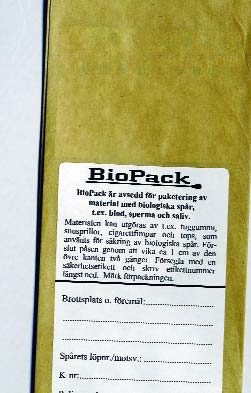 BioPack
BioPack är avsedd för paketering av
material med biologiska spår,
t.ex. blod, sperma och saliv.
Materialen kan utgöras av t.ex. tuggummi,
snusprillor, cigarettfimpar och tops, som
använts för säkring av biologiska spår. För-
slut påsen genom att vika ca 1 cm av den
övre kanten två gånger. Försegla med en
säkerhetsetikett och skriv etikettnummer
längst ned. Märk förpackningen.
Brottsplats o. föremål:
Spårets löpnr./motsv.:
K-nr: